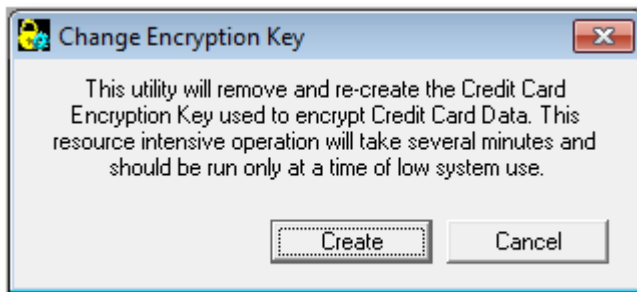 Change Encryption Key
This utility will remove and re-create the Credit Card
Encryption Key used to encrypt Credit Card Data. This
resource intensive operation will take several minutes and
should be run only at a time of low system use.
Create
Cancel